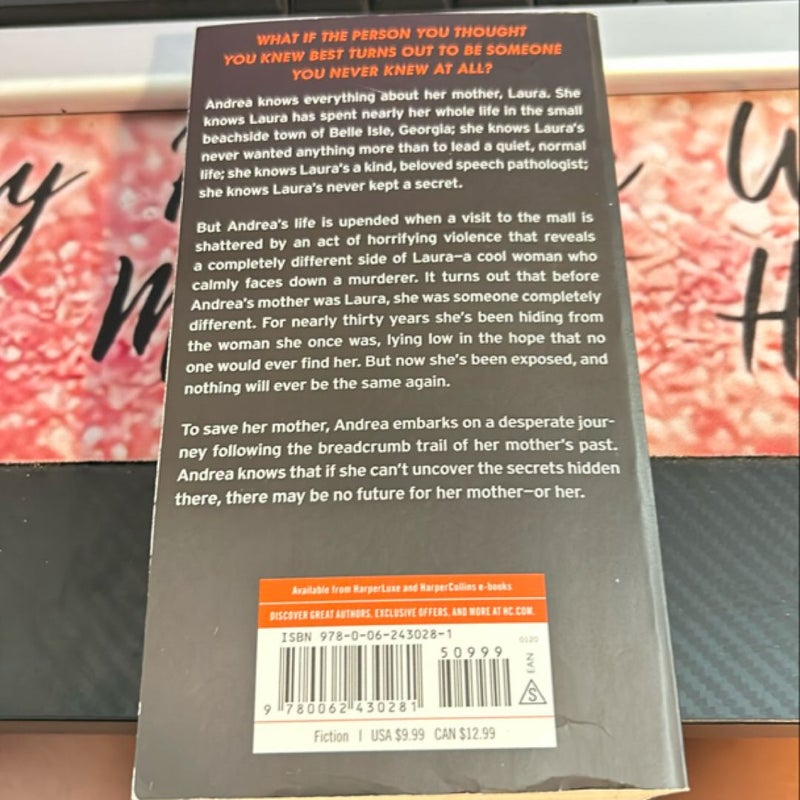 WHAT IF THE PERSON YOU THOUGHT
YOU KNEW BEST TURNS OUT TO BE SOMEONE
YOU NEVER KNEW AT ALL?
Andrea knows everything about her mother, Laura. She
knows Laura has spent nearly her whole life in the small
beachside town of Belle Isle, Georgia; she knows Laura's
never wanted anything more than to lead a quiet, normal
life; she knows Laura's a kind, beloved speech pathologist;
she knows Laura's never kept a secret.
But Andrea's life is upended when a visit to the mall is
shattered by an act of horrifying violence that reveals
a completely different side of Laura—a cool woman who
calmly faces down a murderer. It turns out that before
Andrea's mother was Laura, she was someone completely
different. For nearly thirty years she's been hiding from
the woman she once was, lying low in the hope that no
one would ever find her. But now she's been exposed, and
nothing will ever be the same again.
To save her mother, Andrea embarks on a desperate jour-
ney following the breadcrumb trail of her mother's past.
Andrea knows that if she can't uncover the secrets hidden
there, there may be no future for her mother—or her.
Available from HarperLuxe and HarperCollins e-books
DISCOVER GREAT AUTHORS, EXCLUSIVE OFFERS, AND MORE AT HC.COM.
ISBN 978-0-06-243028-1
0120
50999
EAN
S
9 780062 430281
Fiction | USA $9.99 CAN $12.99